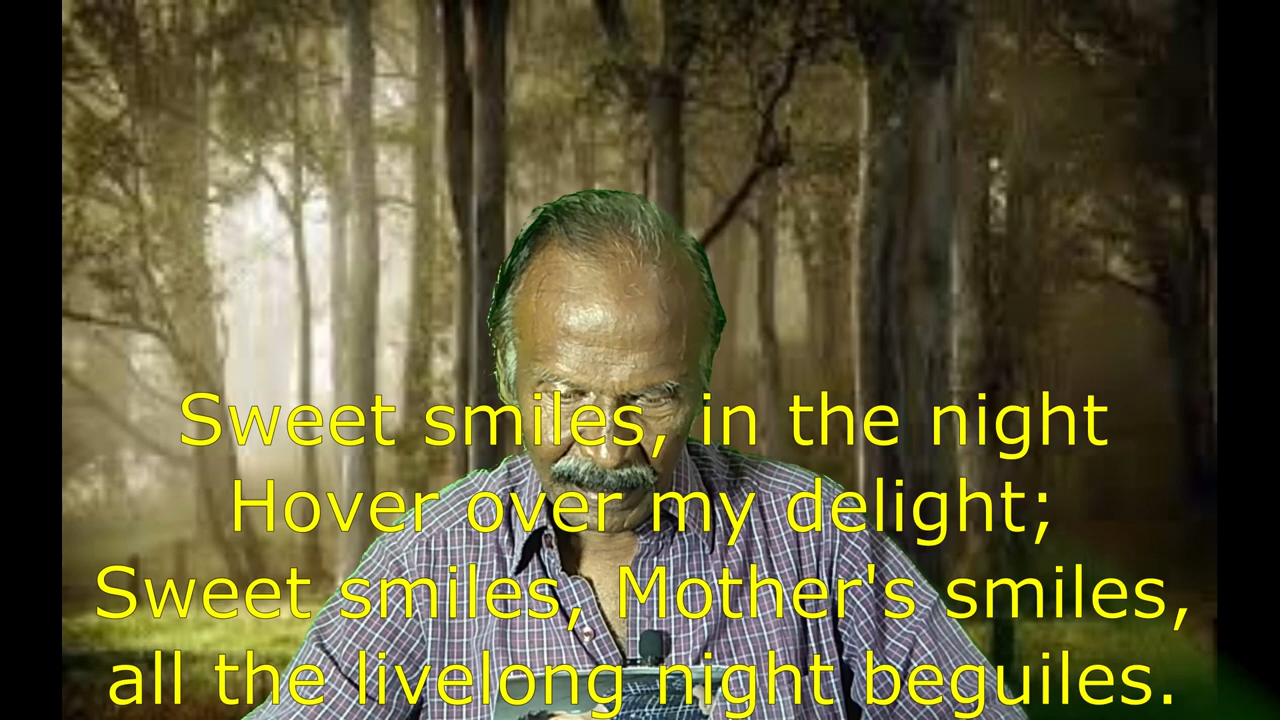 Sweet smiles, in the night
Hover over my delight;
Sweet smiles, Mother's smiles,
all the livelong night beguiles.